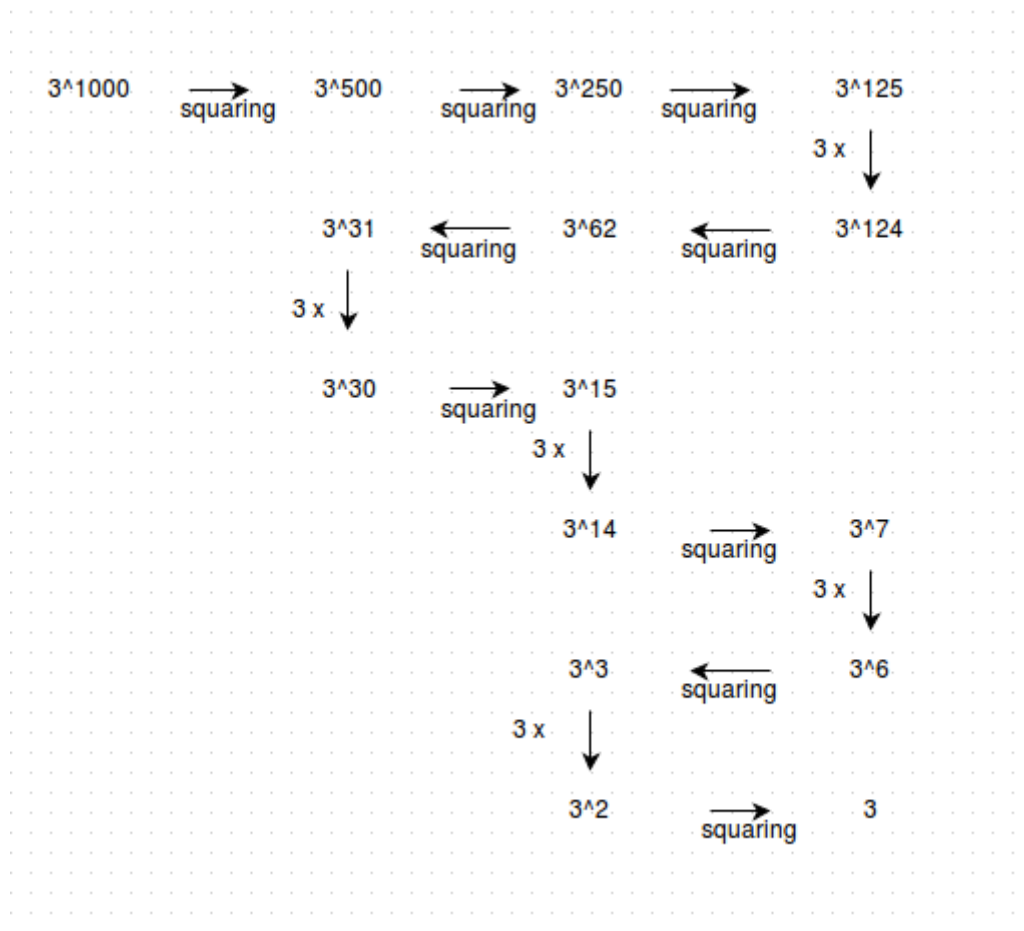 3^1000 squaring 3^500 squaring 3^250 squaring 3^125
3 x
3^31 squaring 3^62 squaring 3^124
3 x
3^30 squaring 3^15
3 x
3^14 squaring 3^7
3 x
3^3 squaring 3^6
3 x
3^2 squaring 3